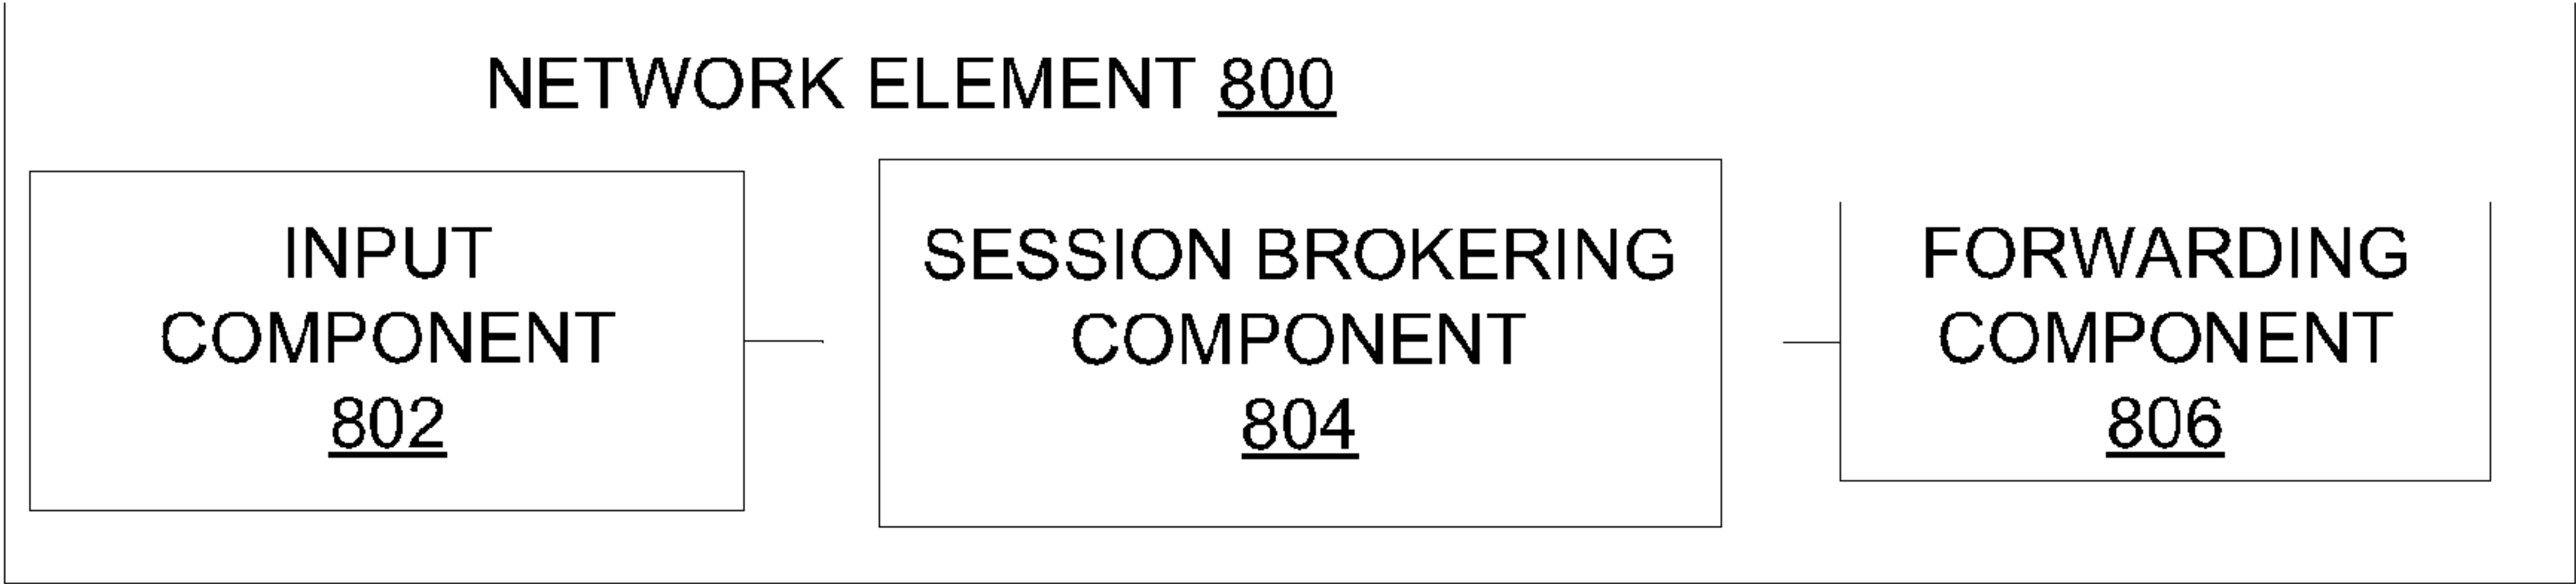 NETWORK ELEMENT 800
INPUT
COMPONENT
802
SESSION BROKERING
COMPONENT
804
FORWARDING
COMPONENT
806